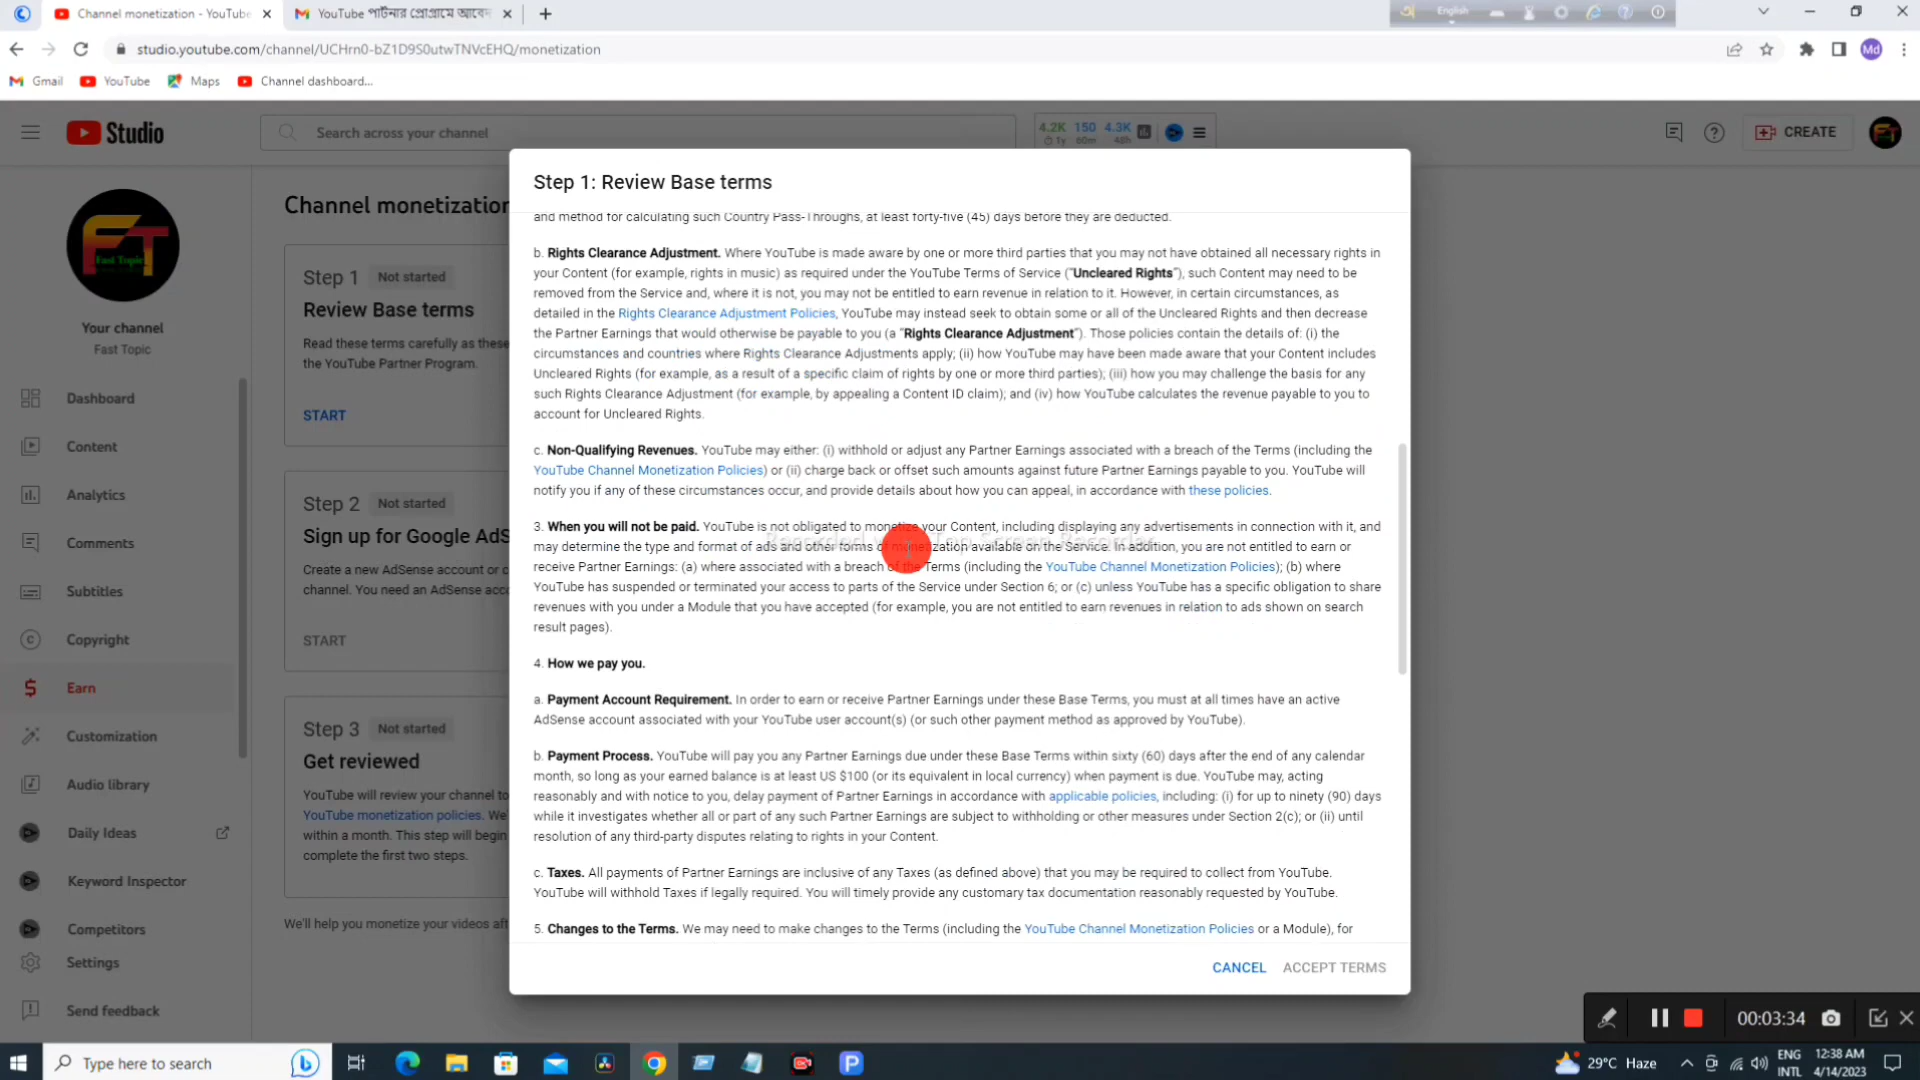 Channel monetization - YouTube
YouTube পার্টনার প্রোগ্রামে আবেদ
English
studio.youtube.com/channel/UCHrn0-bZ1D9S0utwTNVcEHQ/monetization
Md
Gmail
YouTube
Maps
Channel dashboard...
Studio
Search across your channel
4.2K 150 4.3K
1y 60m 48h
CREATE
FT
Fast Topic
Your channel
Fast Topic
Dashboard
Content
Analytics
Comments
Subtitles
Copyright
Earn
Customization
Audio library
Daily Ideas
Keyword Inspector
Competitors
Settings
Send feedback
Channel monetization
Step 1 Not started
Review Base terms
Read these terms carefully as these
the YouTube Partner Program.
START
Step 2 Not started
Sign up for Google AdS
Create a new AdSense account or c
channel. You need an AdSense acc
START
Step 3 Not started
Get reviewed
YouTube will review your channel to
YouTube monetization policies. We
within a month. This step will begin
complete the first two steps.
We'll help you monetize your videos aft
Step 1: Review Base terms
and method for calculating such Country Pass-Throughs, at least forty-five (45) days before they are deducted.
b. Rights Clearance Adjustment. Where YouTube is made aware by one or more third parties that you may not have obtained all necessary rights in
your Content (for example, rights in music) as required under the YouTube Terms of Service (“Uncleared Rights”), such Content may need to be
removed from the Service and, where it is not, you may not be entitled to earn revenue in relation to it. However, in certain circumstances, as
detailed in the Rights Clearance Adjustment Policies, YouTube may instead seek to obtain some or all of the Uncleared Rights and then decrease
the Partner Earnings that would otherwise be payable to you (a “Rights Clearance Adjustment”). Those policies contain the details of: (i) the
circumstances and countries where Rights Clearance Adjustments apply; (ii) how YouTube may have been made aware that your Content includes
Uncleared Rights (for example, as a result of a specific claim of rights by one or more third parties); (iii) how you may challenge the basis for any
such Rights Clearance Adjustment (for example, by appealing a Content ID claim); and (iv) how YouTube calculates the revenue payable to you to
account for Uncleared Rights.
c. Non-Qualifying Revenues. YouTube may either: (i) withhold or adjust any Partner Earnings associated with a breach of the Terms (including the
YouTube Channel Monetization Policies) or (ii) charge back or offset such amounts against future Partner Earnings payable to you. YouTube will
notify you if any of these circumstances occur, and provide details about how you can appeal, in accordance with these policies.
3. When you will not be paid. YouTube is not obligated to monetize your Content, including displaying any advertisements in connection with it, and
may determine the type and format of ads and other forms of monetization available on the Service. In addition, you are not entitled to earn or
receive Partner Earnings: (a) where associated with a breach of the Terms (including the YouTube Channel Monetization Policies); (b) where
YouTube has suspended or terminated your access to parts of the Service under Section 6; or (c) unless YouTube has a specific obligation to share
revenues with you under a Module that you have accepted (for example, you are not entitled to earn revenues in relation to ads shown on search
result pages).
4. How we pay you.
a. Payment Account Requirement. In order to earn or receive Partner Earnings under these Base Terms, you must at all times have an active
AdSense account associated with your YouTube user account(s) (or such other payment method as approved by YouTube).
b. Payment Process. YouTube will pay you any Partner Earnings due under these Base Terms within sixty (60) days after the end of any calendar
month, so long as your earned balance is at least US $100 (or its equivalent in local currency) when payment is due. YouTube may, acting
reasonably and with notice to you, delay payment of Partner Earnings in accordance with applicable policies, including: (i) for up to ninety (90) days
while it investigates whether all or part of any such Partner Earnings are subject to withholding or other measures under Section 2(c); or (ii) until
resolution of any third-party disputes relating to rights in your Content.
c. Taxes. All payments of Partner Earnings are inclusive of any Taxes (as defined above) that you may be required to collect from YouTube.
YouTube will withhold Taxes if legally required. You will timely provide any customary tax documentation reasonably requested by YouTube.
5. Changes to the Terms. We may need to make changes to the Terms (including the YouTube Channel Monetization Policies or a Module), for
CANCEL ACCEPT TERMS
00:03:34
Type here to search
29°C Haze
ENG
INTL
12:38 AM
4/14/2023